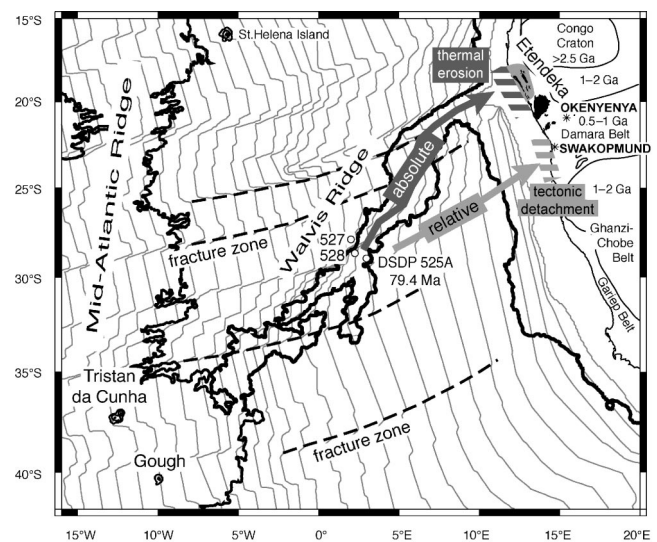 15°S
20°S
25°S
30°S
35°S
40°S
St.Helena Island
Mid-Atlantic Ridge
Walvis Ridge
fracture zone
527
528
DSDP 525A
79.4 Ma
absolute
relative
thermal
erosion
Etendeka
Congo
Craton
>2.5 Ga
1–2 Ga
OKENYENYA
0.5–1 Ga
Damara Belt
SWAKOPMUND
tectonic
detachment
1–2 Ga
Ghanzi-
Chobe
Belt
Gariep Belt
Tristan
da Cunha
Gough
fracture zone
15°W
10°W
5°W
0°
5°E
10°E
15°E
20°E